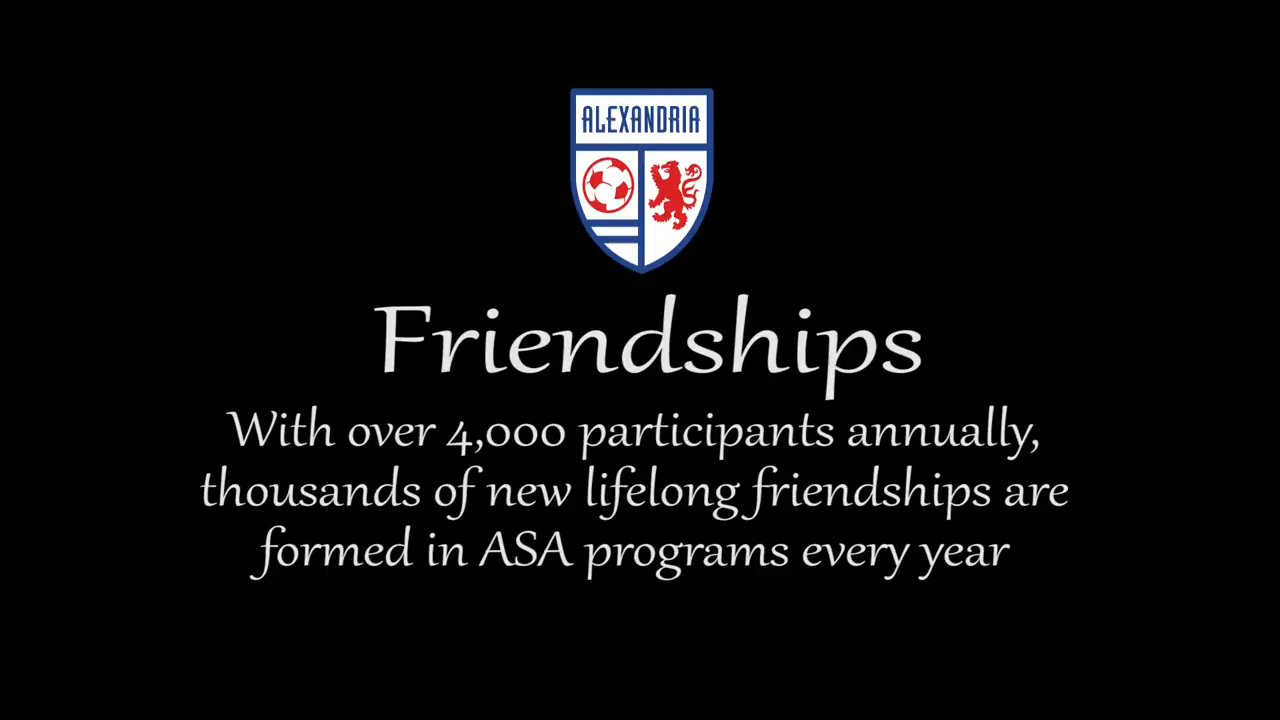 ALEXANDRIA
Friendships
With over 4,000 participants annually,
thousands of new lifelong friendships are
formed in ASA programs every year